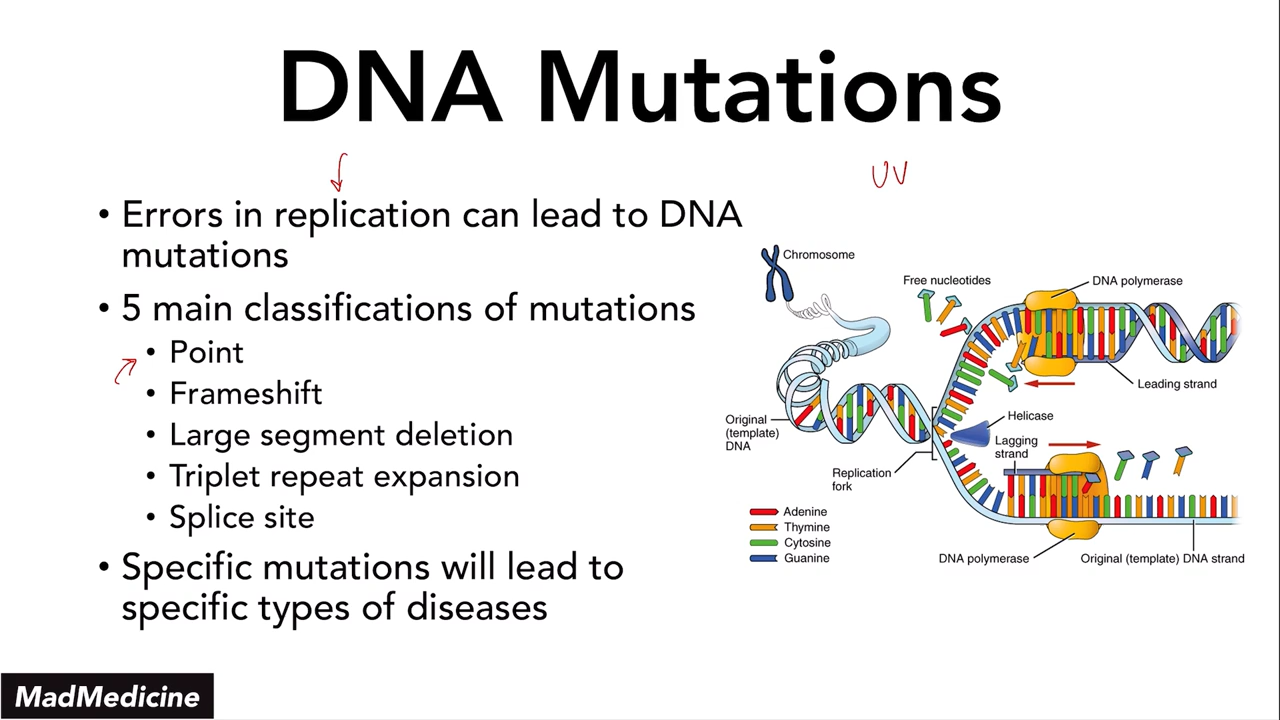 DNA Mutations
UV
• Errors in replication can lead to DNA
mutations
• 5 main classifications of mutations
• Point
• Frameshift
• Large segment deletion
• Triplet repeat expansion
• Splice site
• Specific mutations will lead to
specific types of diseases
Chromosome
Free nucleotides
DNA polymerase
Leading strand
Original
(template)
DNA
Helicase
Lagging
strand
Replication
fork
Adenine
Thymine
Cytosine
Guanine
DNA polymerase
Original (template) DNA strand
MadMedicine